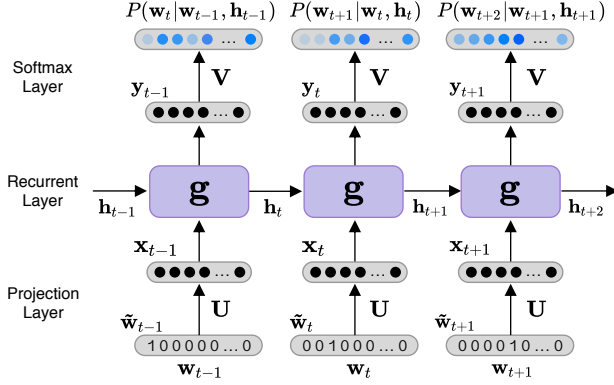 P(w_t|w_{t−1}, h_{t−1}) P(w_{t+1}|w_t, h_t) P(w_{t+2}|w_{t+1}, h_{t+1})
... ... ...
Softmax Layer
V V V
y_{t−1} y_t y_{t+1}
... ... ...
Recurrent Layer
g g g
h_{t−1} h_t h_{t+1} h_{t+2}
x_{t−1} x_t x_{t+1}
... ... ...
Projection Layer
U U U
w̃_{t−1} w̃_t w̃_{t+1}
100000...0 001000...0 000010...0
w_{t−1} w_t w_{t+1}